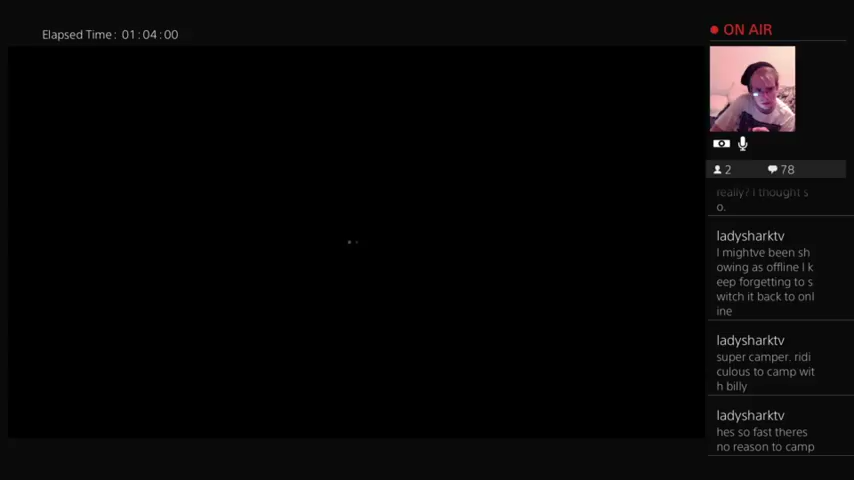 Elapsed Time: 01:04:00
ON AIR
2
78
really? I thought s
o.
ladysharktv
I mightve been sh
owing as offline I k
eep forgetting to s
witch it back to onl
ine
ladysharktv
super camper. ridi
culous to camp wit
h billy
ladysharktv
hes so fast theres
no reason to camp